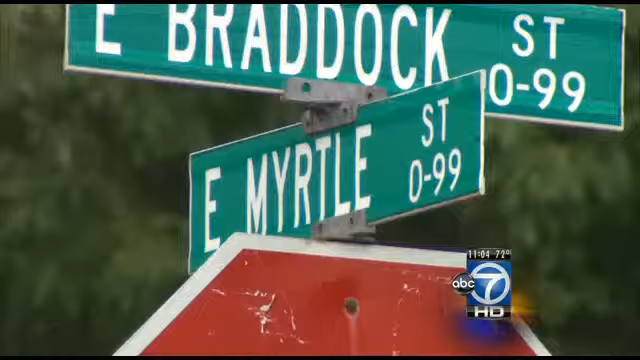 E BRADDOCK ST
0-99
E MYRTLE ST
0-99
11:04 72°
abc 7
HD